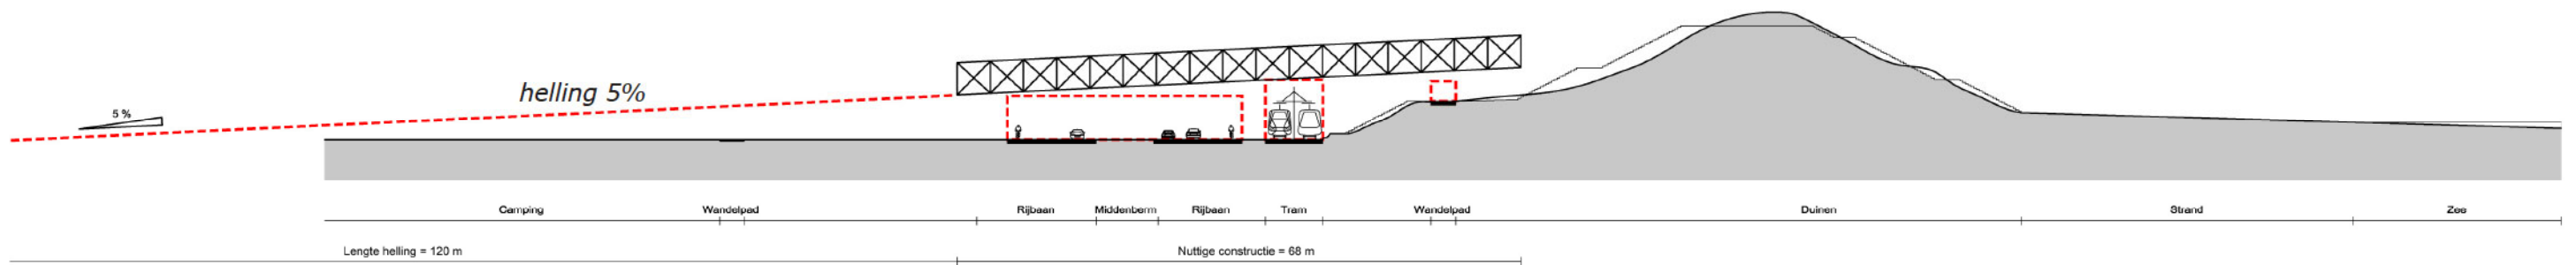 helling 5%
5 %
Camping
Wandelpad
Rijbaan
Middenberm
Rijbaan
Tram
Wandelpad
Duinen
Strand
Zee
Lengte helling = 120 m
Nuttige constructie = 68 m